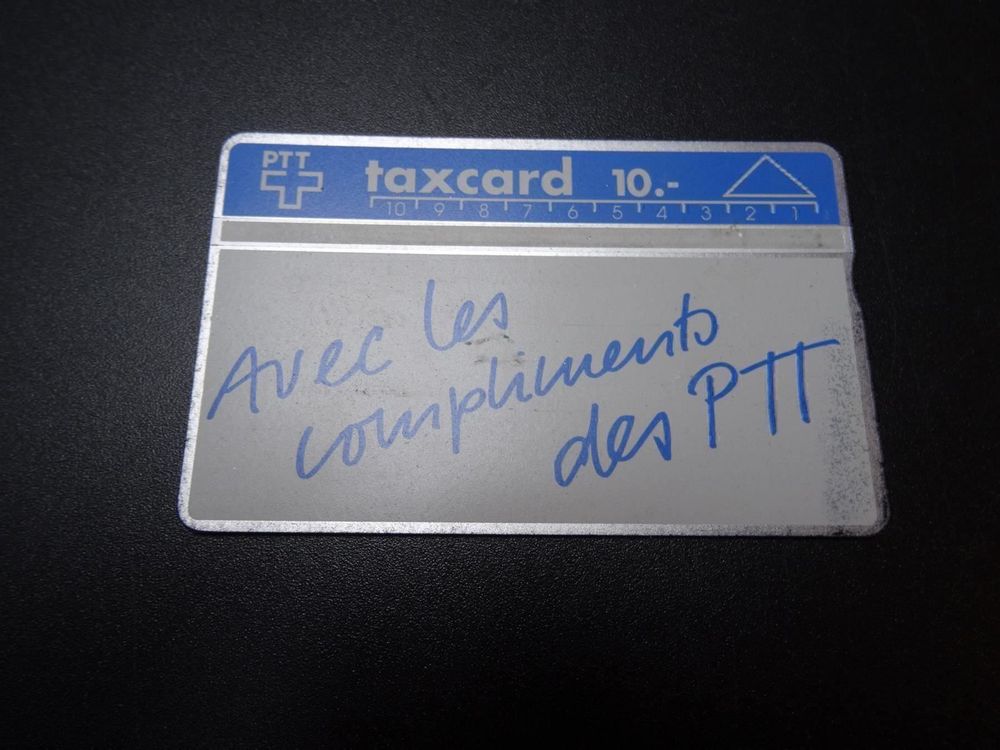 PTT
taxcard 10.-
10 9 8 7 6 5 4 3 2 1
Avec les
compliments
des PTT